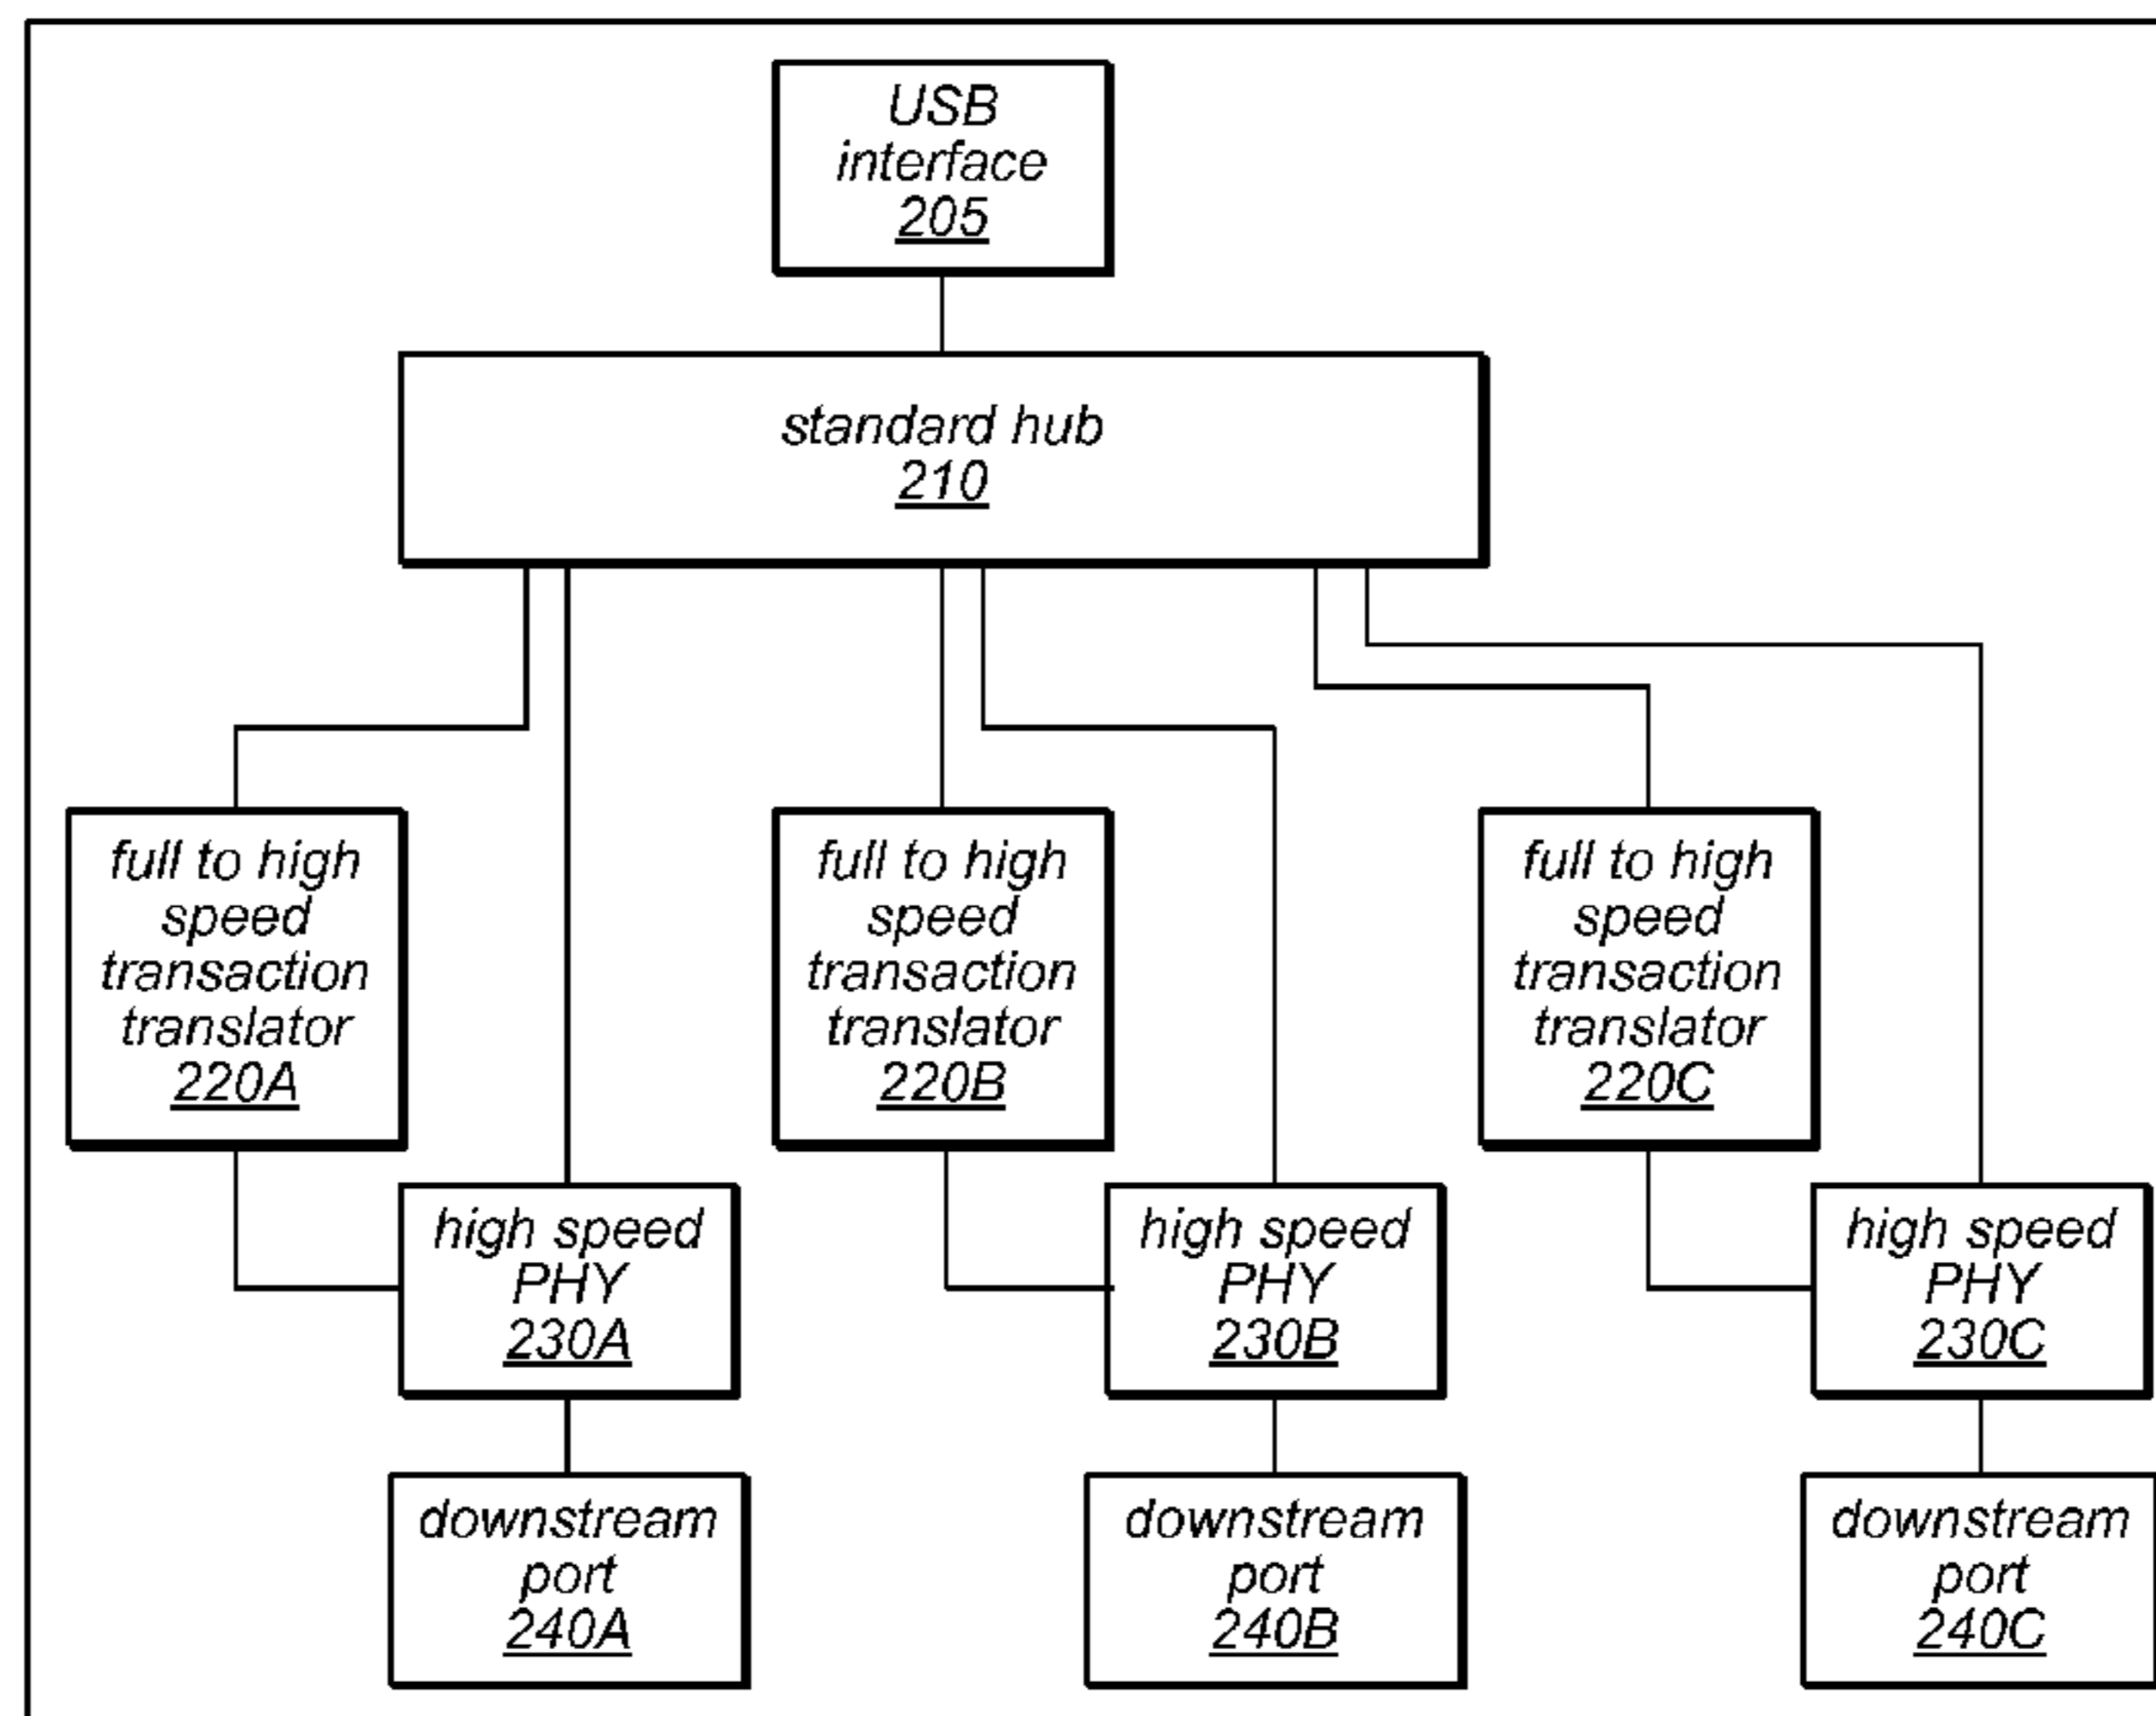 USB
interface
205
standard hub
210
full to high
speed
transaction
translator
220A
full to high
speed
transaction
translator
220B
full to high
speed
transaction
translator
220C
high speed
PHY
230A
high speed
PHY
230B
high speed
PHY
230C
downstream
port
240A
downstream
port
240B
downstream
port
240C